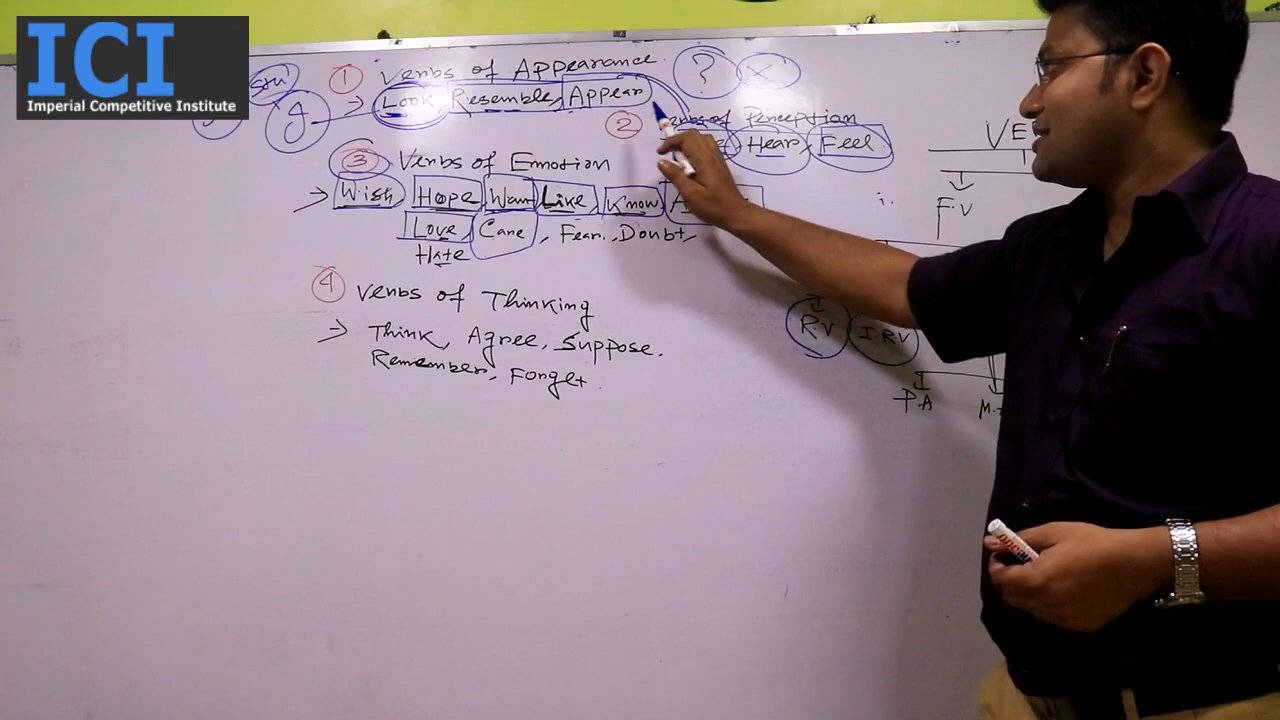 ICI
Imperial Competitive Institute
① Verbs of Appearance. ? X
→ Look, Resemble, Appear
② Verbs of Perception
Hear, Feel.
③ Verbs of Emotion
→ Wish, Hope, Want, Like, Know,
Love, Care, Fear, Doubt,
Hate
④ Verbs of Thinking
→ Think, Agree, Suppose.
Remember, Forget.
VE
i. F.V
R.V I.R.V
P.A M.